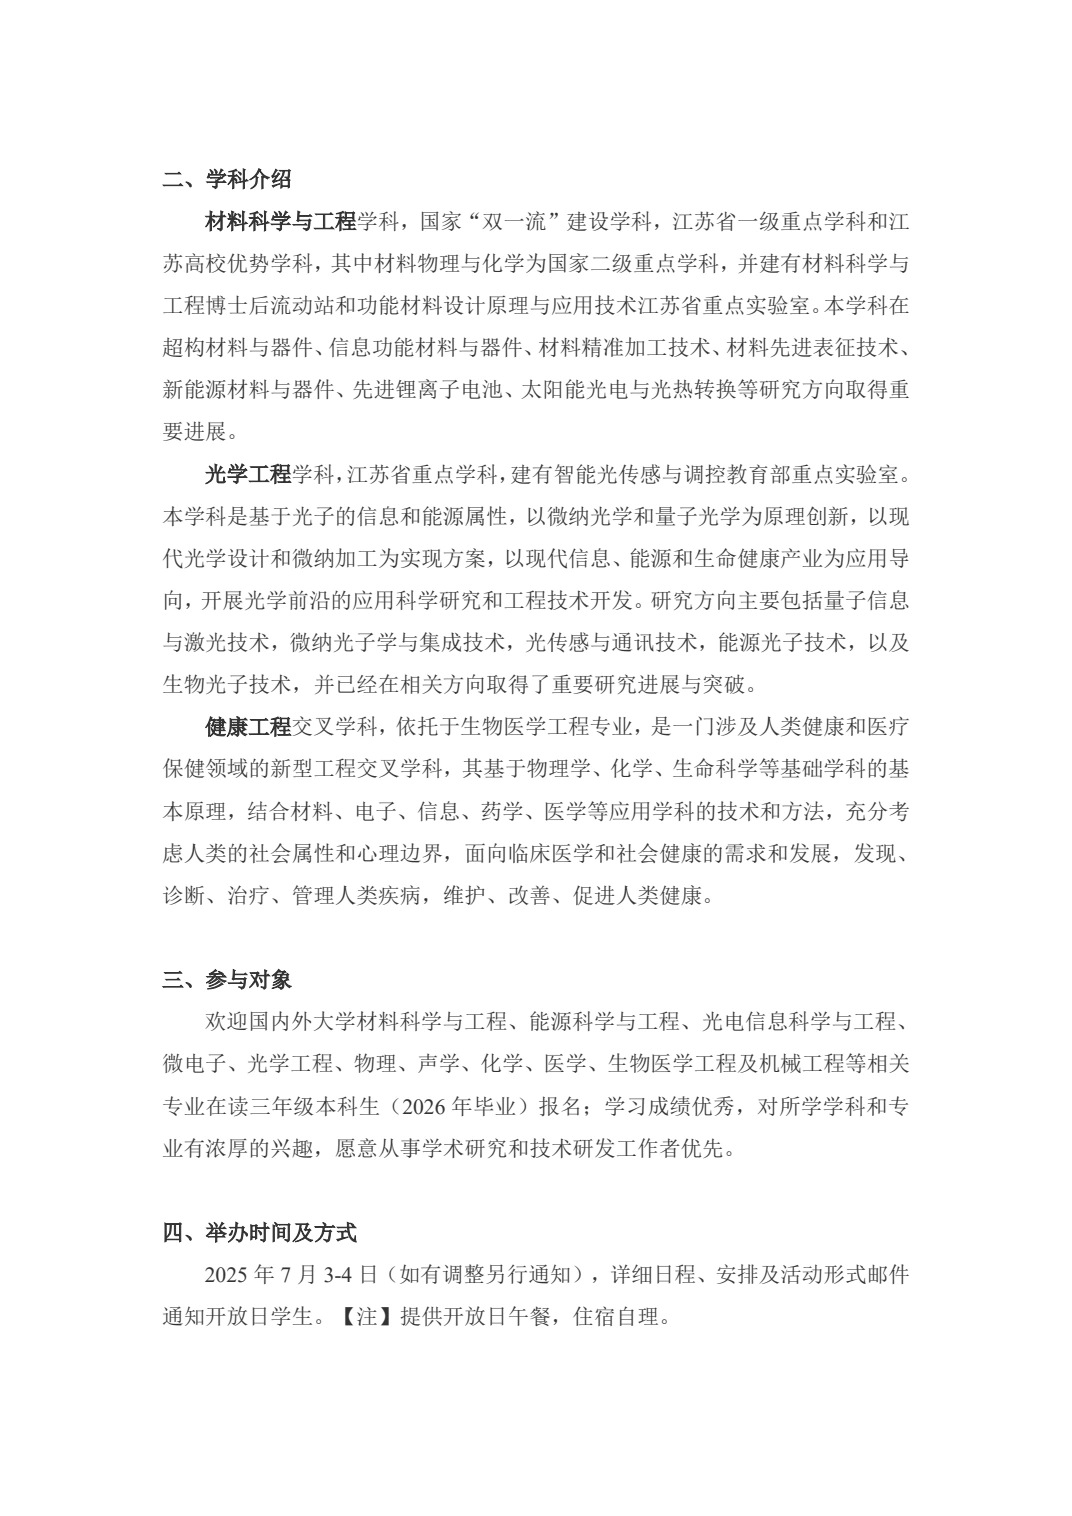 二、学科介绍
材料科学与工程学科，国家“双一流”建设学科，江苏省一级重点学科和江
苏高校优势学科，其中材料物理与化学为国家二级重点学科，并建有材料科学与
工程博士后流动站和功能材料设计原理与应用技术江苏省重点实验室。本学科在
超构材料与器件、信息功能材料与器件、材料精准加工技术、材料先进表征技术、
新能源材料与器件、先进锂离子电池、太阳能光电与光热转换等研究方向取得重
要进展。
光学工程学科，江苏省重点学科，建有智能光传感与调控教育部重点实验室。
本学科是基于光子的信息和能源属性，以微纳光学和量子光学为原理创新，以现
代光学设计和微纳加工为实现方案，以现代信息、能源和生命健康产业为应用导
向，开展光学前沿的应用科学研究和工程技术开发。研究方向主要包括量子信息
与激光技术，微纳光子学与集成技术，光传感与通讯技术，能源光子技术，以及
生物光子技术，并已经在相关方向取得了重要研究进展与突破。
健康工程交叉学科，依托于生物医学工程专业，是一门涉及人类健康和医疗
保健领域的新型工程交叉学科，其基于物理学、化学、生命科学等基础学科的基
本原理，结合材料、电子、信息、药学、医学等应用学科的技术和方法，充分考
虑人类的社会属性和心理边界，面向临床医学和社会健康的需求和发展，发现、
诊断、治疗、管理人类疾病，维护、改善、促进人类健康。
三、参与对象
欢迎国内外大学材料科学与工程、能源科学与工程、光电信息科学与工程、
微电子、光学工程、物理、声学、化学、医学、生物医学工程及机械工程等相关
专业在读三年级本科生（2026 年毕业）报名；学习成绩优秀，对所学学科和专
业有浓厚的兴趣，愿意从事学术研究和技术研发工作者优先。
四、举办时间及方式
2025 年 7 月 3-4 日（如有调整另行通知），详细日程、安排及活动形式邮件
通知开放日学生。【注】提供开放日午餐，住宿自理。